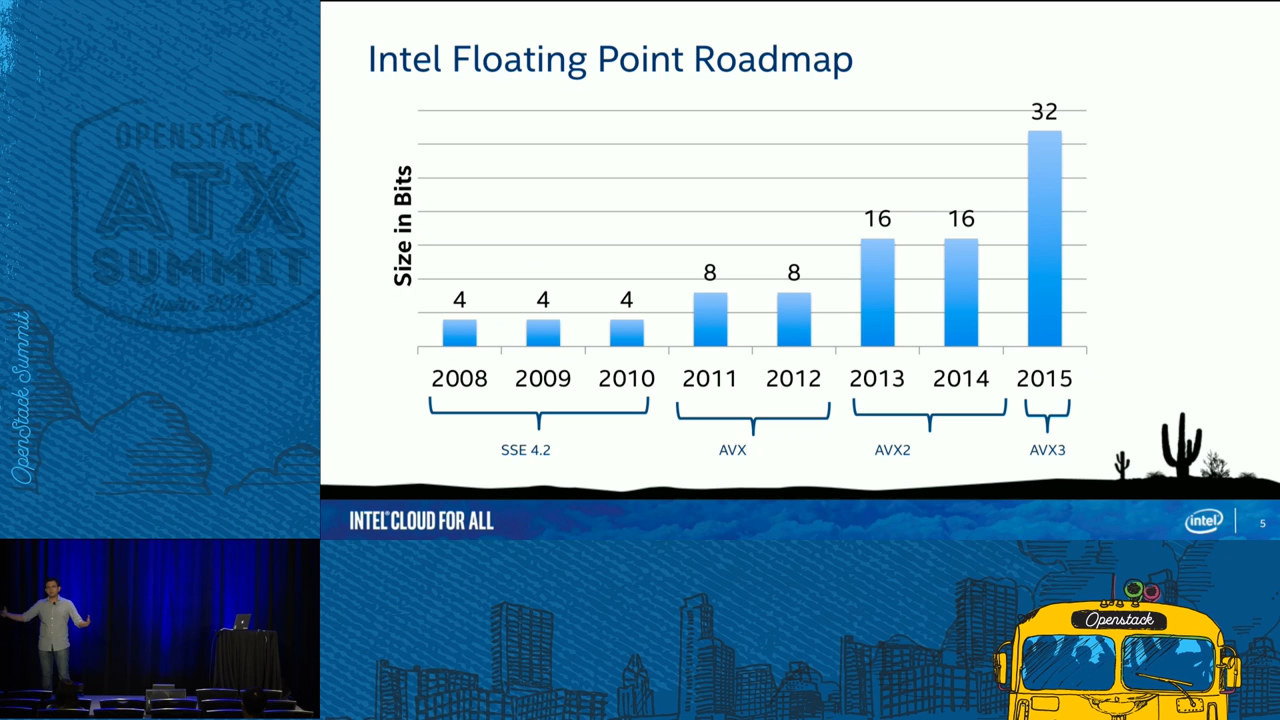 OPENSTACK
ATX
SUMMIT
Austin 2016
OpenStack Summit
Intel Floating Point Roadmap
Size in Bits
4
4
4
8
8
16
16
32
2008
2009
2010
2011
2012
2013
2014
2015
SSE 4.2
AVX
AVX2
AVX3
INTEL® CLOUD FOR ALL
intel
5
Openstack